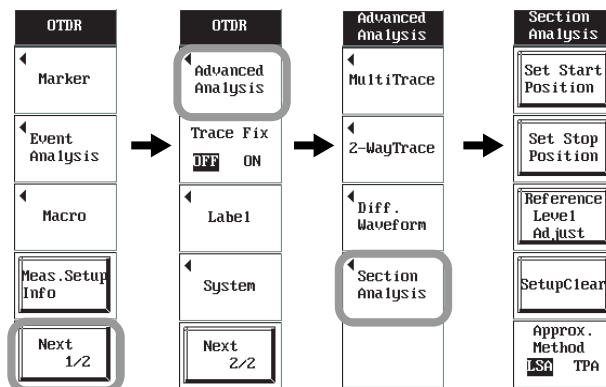 OTDR
Marker
Event
Analysis
Macro
Meas.Setup
Info
Next
1/2
OTDR
Advanced
Analysis
Trace Fix
OFF ON
Label
System
Next
2/2
Advanced
Analysis
MultiTrace
2-WayTrace
Diff.
Waveform
Section
Analysis
Section
Analysis
Set Start
Position
Set Stop
Position
Reference
Level
Adjust
SetupClear
Approx.
Method
LSA TPA